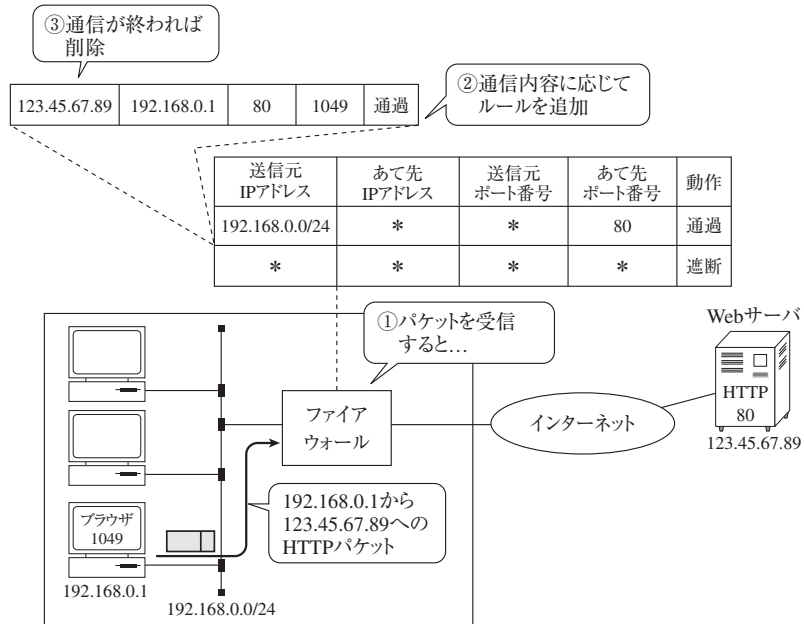 ③通信が終われば
削除
123.45.67.89 192.168.0.1 80 1049 通過
②通信内容に応じて
ルールを追加
送信元
IPアドレス
あて先
IPアドレス
送信元
ポート番号
あて先
ポート番号
動作
192.168.0.0/24 * * 80 通過
* * * * 遮断
①パケットを受信
すると…
Webサーバ
HTTP
80
123.45.67.89
ファイア
ウォール
インターネット
192.168.0.1から
123.45.67.89への
HTTPパケット
ブラウザ
1049
192.168.0.1
192.168.0.0/24